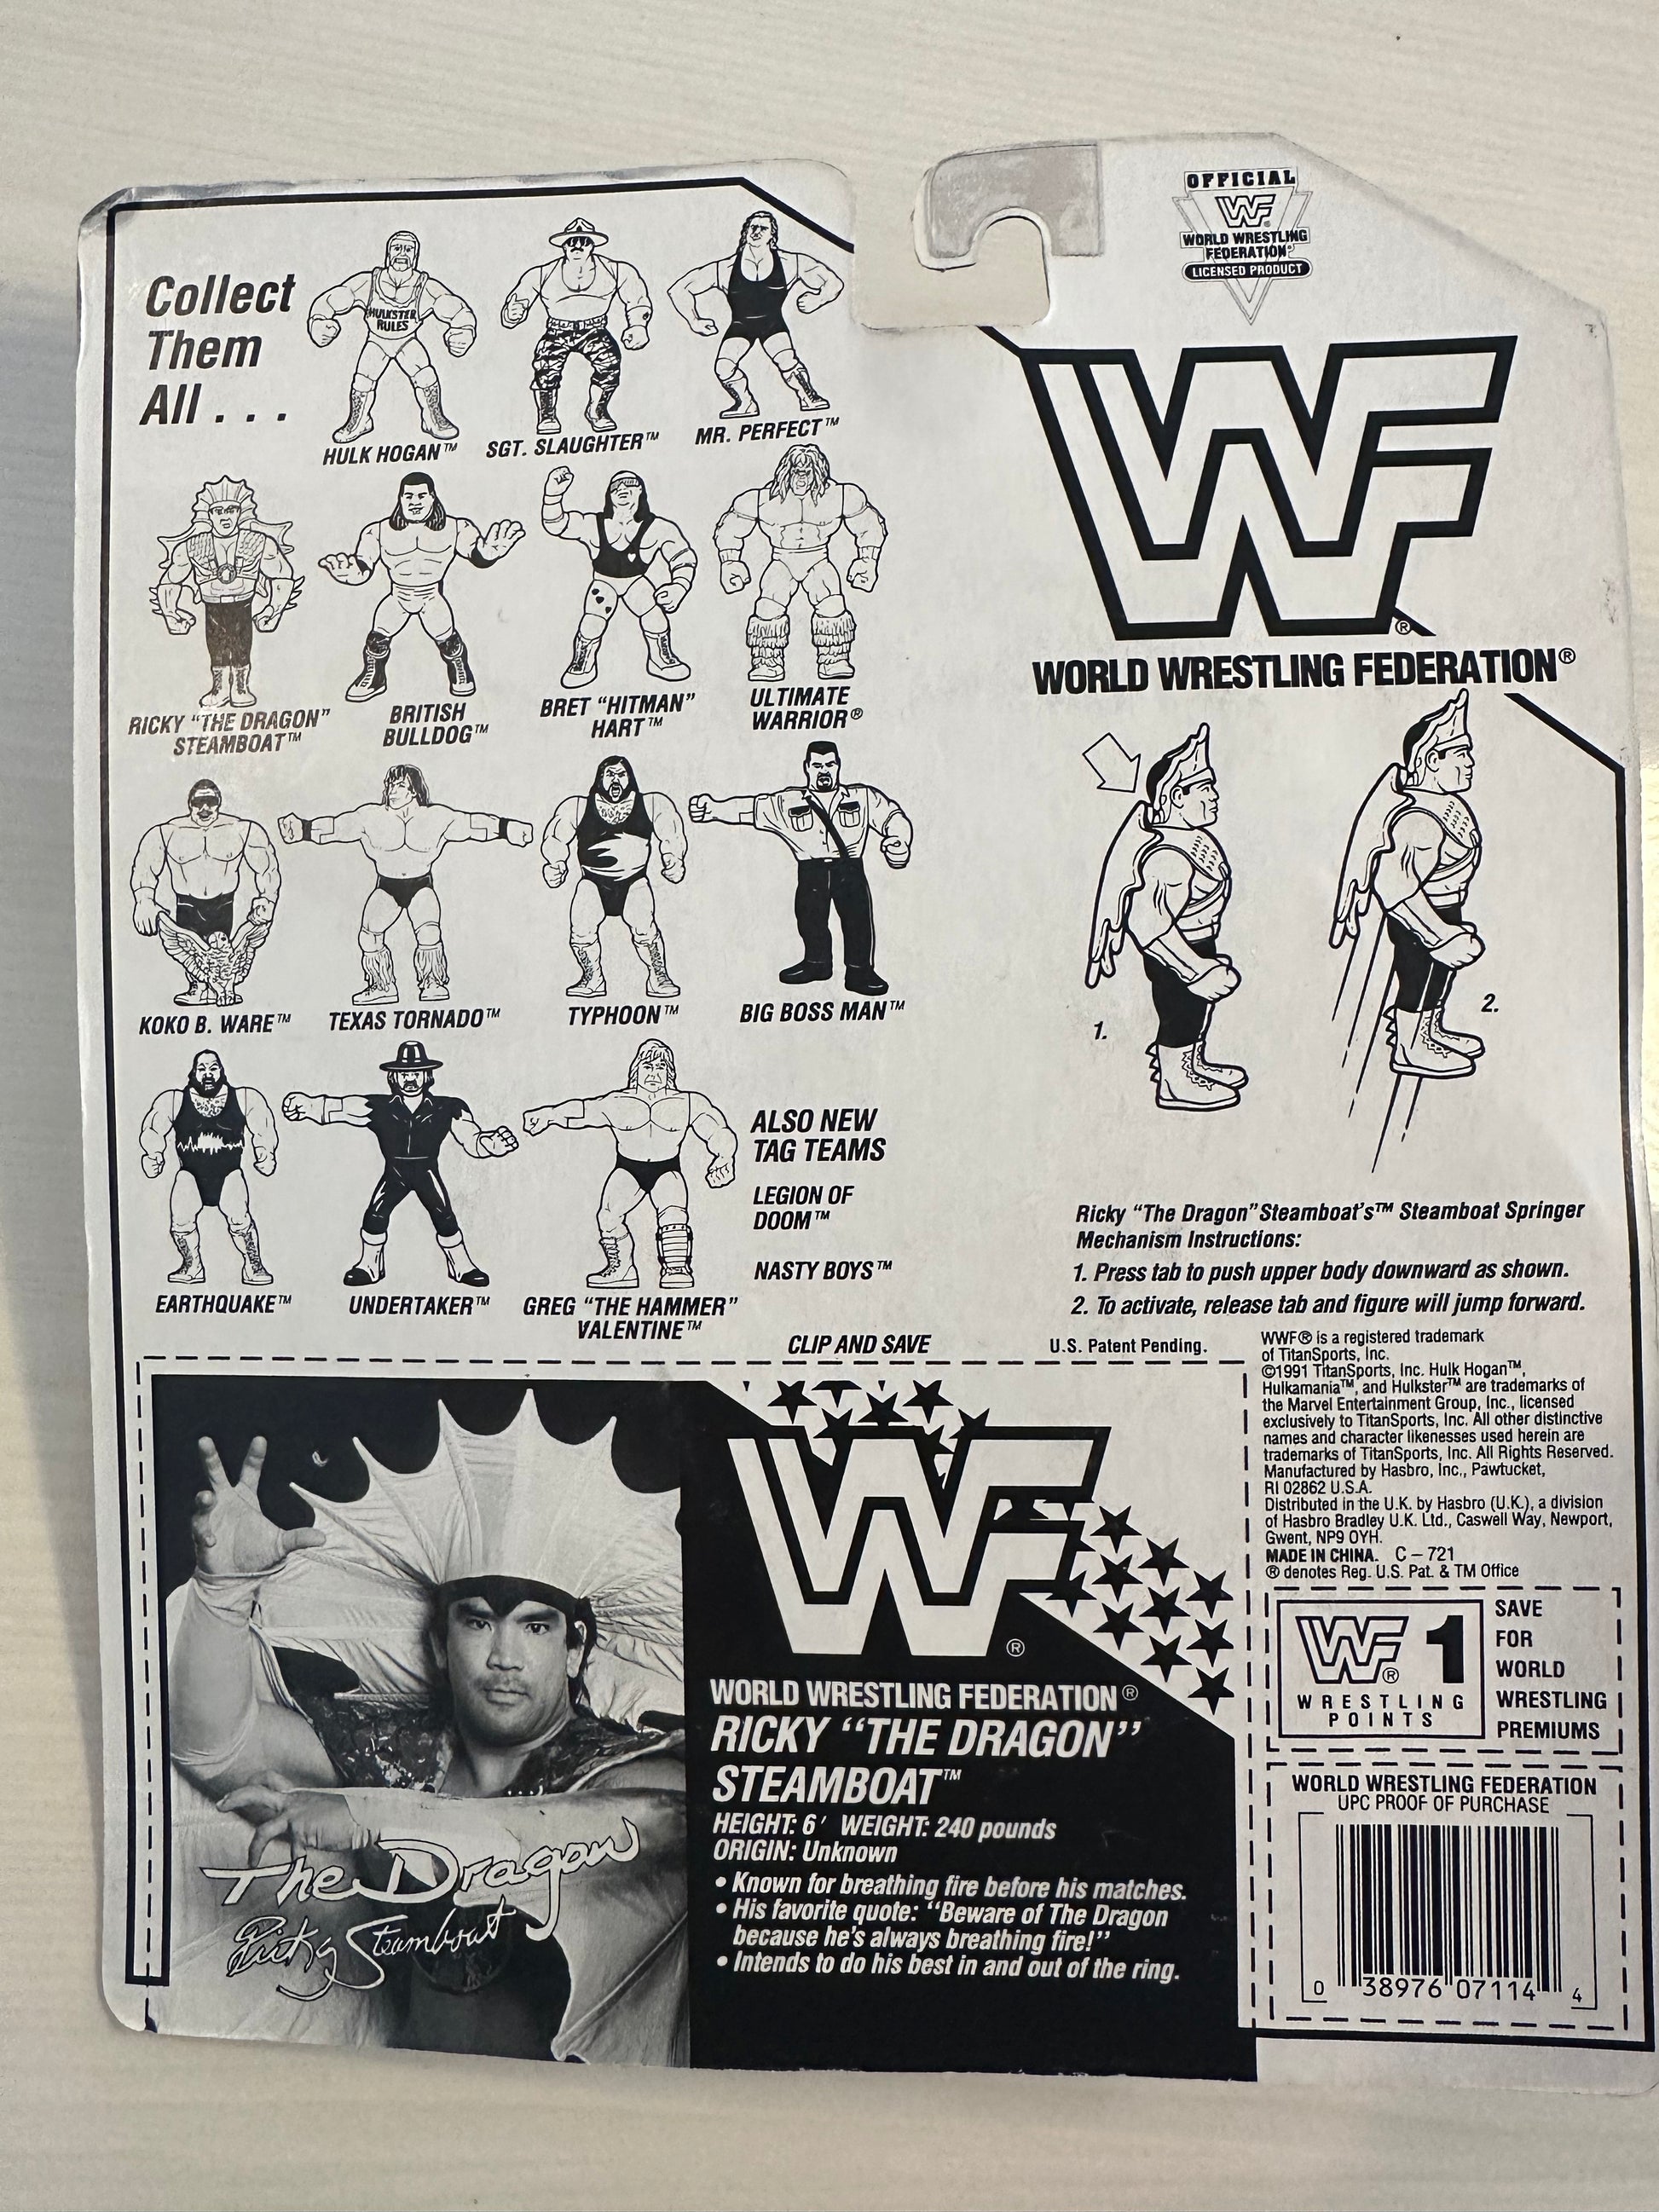 OFFICIAL
WF
WORLD WRESTLING
FEDERATION®
LICENSED PRODUCT
Collect
Them
All . . .
HULKSTER
RULES
HULK HOGAN™
SGT. SLAUGHTER™
MR. PERFECT™
RICKY “THE DRAGON”
STEAMBOAT™
BRITISH
BULLDOG™
BRET “HITMAN”
HART™
ULTIMATE
WARRIOR®
KOKO B. WARE™
TEXAS TORNADO™
TYPHOON™
BIG BOSS MAN™
EARTHQUAKE™
UNDERTAKER™
GREG “THE HAMMER”
VALENTINE™
ALSO NEW
TAG TEAMS
LEGION OF
DOOM™
NASTY BOYS™
WF®
WORLD WRESTLING FEDERATION®
1.
2.
Ricky “The Dragon”Steamboat’s™ Steamboat Springer
Mechanism Instructions:
1. Press tab to push upper body downward as shown.
2. To activate, release tab and figure will jump forward.
CLIP AND SAVE
U.S. Patent Pending.
WWF® is a registered trademark
of TitanSports, Inc.
©1991 TitanSports, Inc. Hulk Hogan™,
Hulkamania™, and Hulkster™ are trademarks of
the Marvel Entertainment Group, Inc., licensed
exclusively to TitanSports, Inc. All other distinctive
names and character likenesses used herein are
trademarks of TitanSports, Inc. All Rights Reserved.
Manufactured by Hasbro, Inc., Pawtucket,
RI 02862 U.S.A.
Distributed in the U.K. by Hasbro (U.K.), a division
of Hasbro Bradley U.K. Ltd., Caswell Way, Newport,
Gwent, NP9 0YH.
MADE IN CHINA. C – 721
® denotes Reg. U.S. Pat. & TM Office
WF®
WORLD WRESTLING FEDERATION®
RICKY “THE DRAGON”
STEAMBOAT™
HEIGHT: 6′ WEIGHT: 240 pounds
ORIGIN: Unknown
• Known for breathing fire before his matches.
• His favorite quote: “Beware of The Dragon
because he’s always breathing fire!”
• Intends to do his best in and out of the ring.
The Dragon
Ricky Steamboat
WF® 1
WRESTLING
POINTS
SAVE
FOR
WORLD
WRESTLING
PREMIUMS
WORLD WRESTLING FEDERATION
UPC PROOF OF PURCHASE
0 38976 07114 4